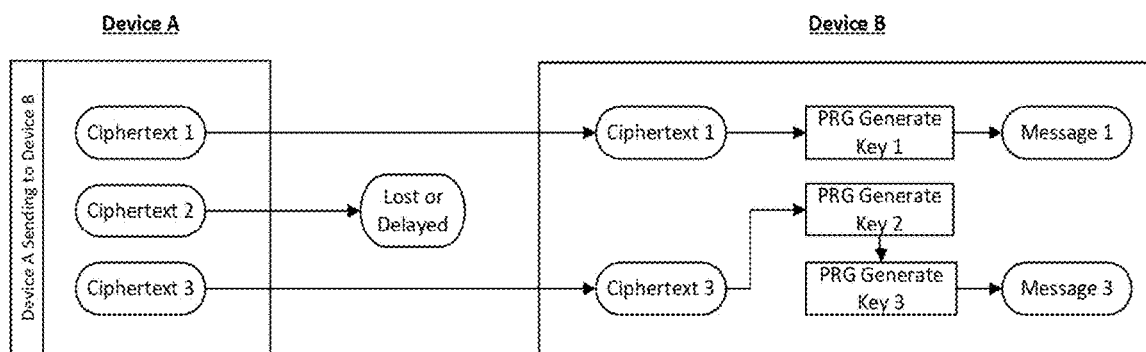 Device A
Device B
Device A Sending to Device B
Ciphertext 1
Ciphertext 1
PRG Generate
Key 1
Message 1
Ciphertext 2
Lost or
Delayed
PRG Generate
Key 2
Ciphertext 3
Ciphertext 3
PRG Generate
Key 3
Message 3